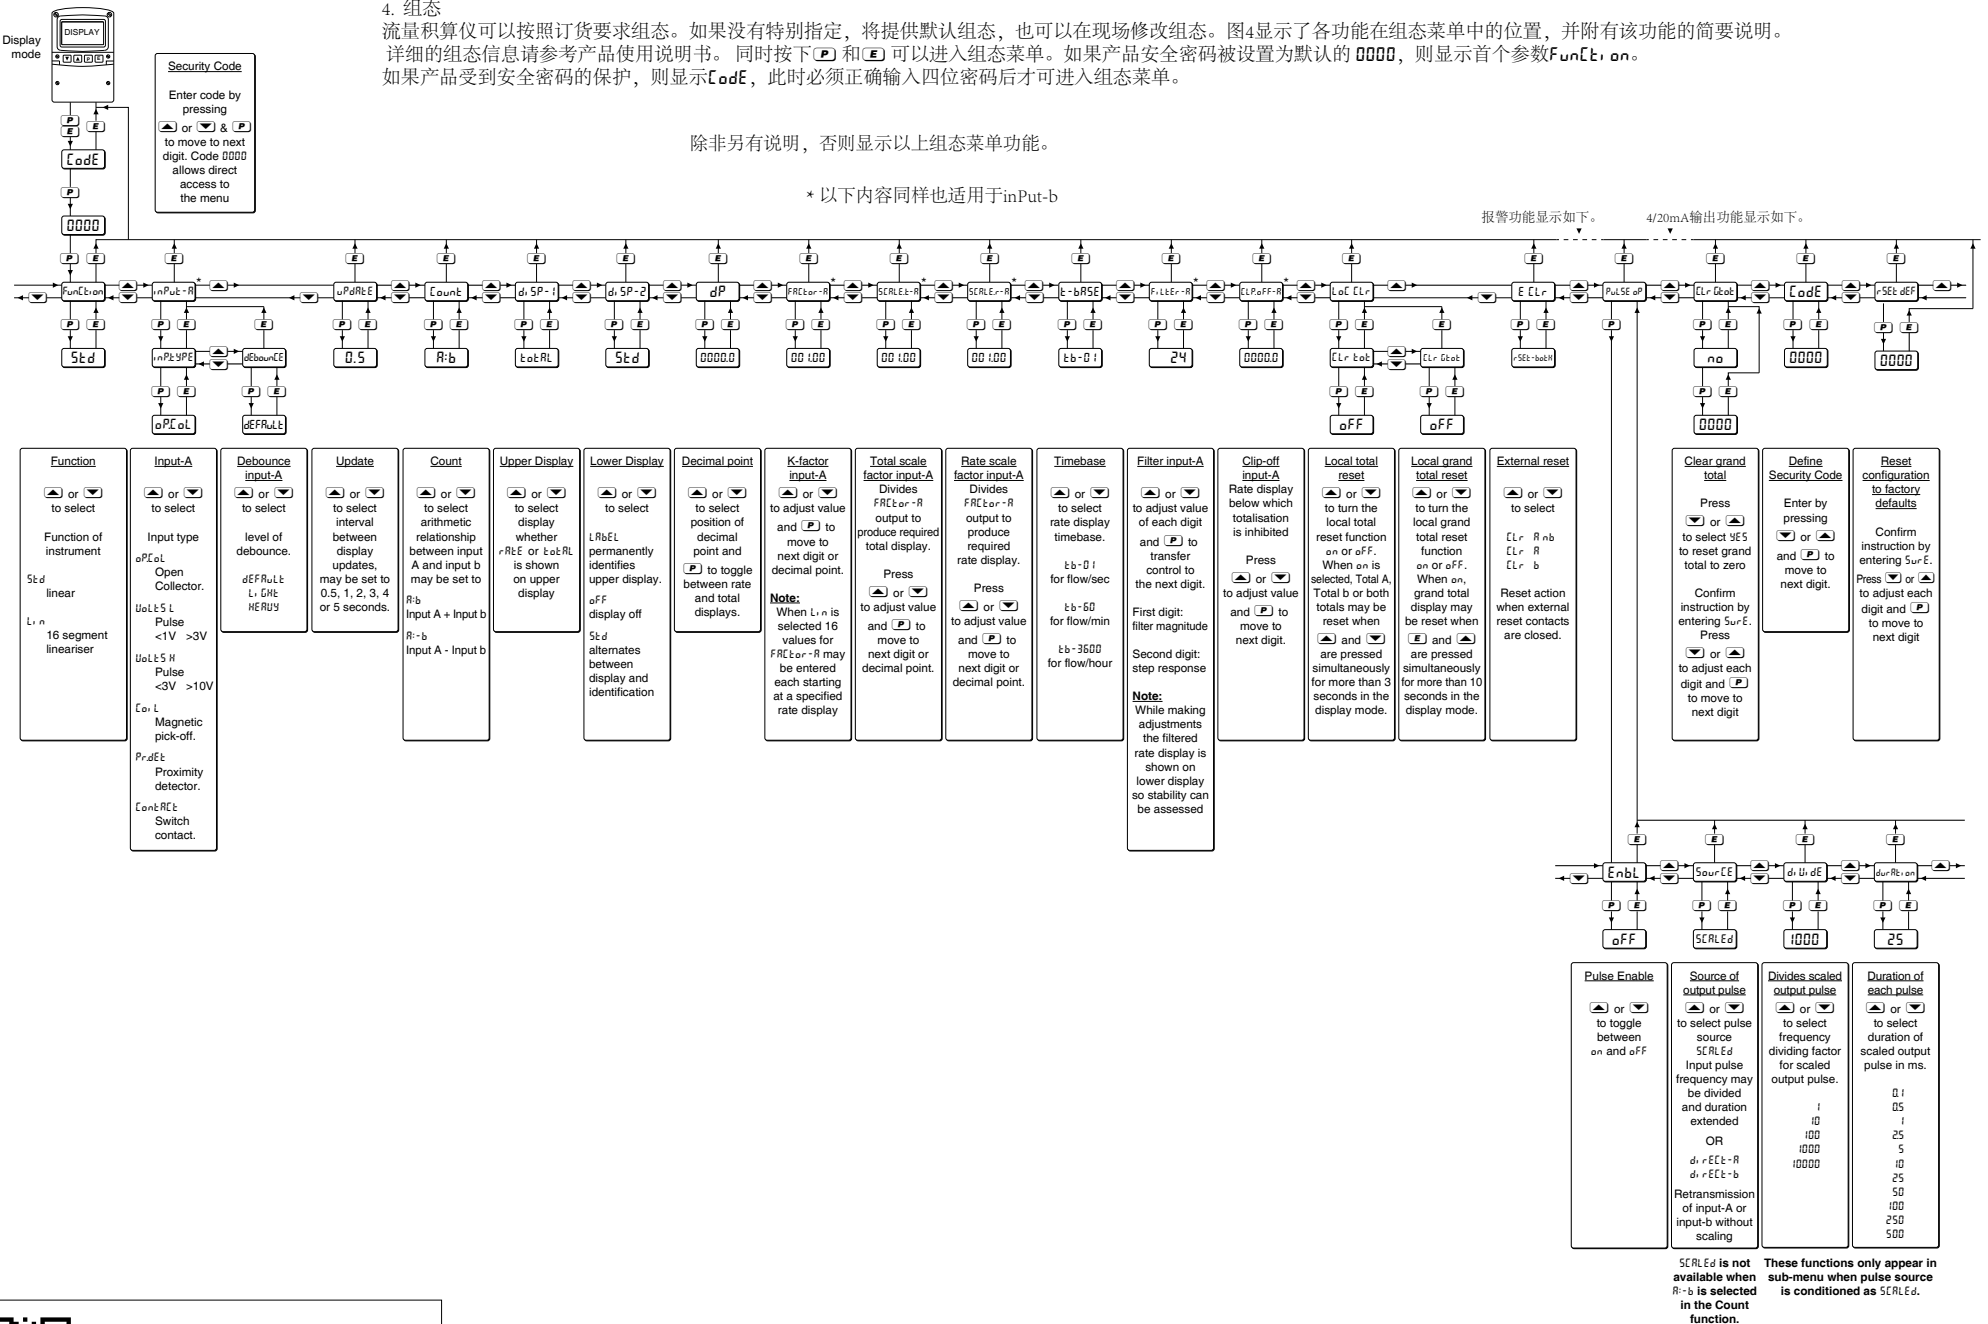 4. 组态
流量积算仪可以按照订货要求组态。如果没有特别指定，将提供默认组态，也可以在现场修改组态。图4显示了各功能在组态菜单中的位置，并附有该功能的简要说明。
详细的组态信息请参考产品使用说明书。 同时按下 P 和 E 可以进入组态菜单。如果产品安全密码被设置为默认的 0000，则显示首个参数FunCtion。
如果产品受到安全密码的保护，则显示CodE，此时必须正确输入四位密码后才可进入组态菜单。
除非另有说明，否则显示以上组态菜单功能。
* 以下内容同样也适用于inPut-b
报警功能显示如下。
4/20mA输出功能显示如下。
Display
mode
DISPLAY
P
E
E
CodE
P
0000
P E
Security Code
Enter code by
pressing
or & P
to move to next
digit. Code 0000
allows direct
access to
the menu
FunCtion inPut-A * uPdAtE Count diSP-1 diSP-2 dP FACtor-A * SCALE.t-A * SCALE.r-A * t-bASE FiLtEr-A * CLP.oFF-A * LoC CLr E CLr PuLSE oP CLr Gtot CodE rSEt dEF
Std inP.tYPE dEbounCE 0.5 A:b totAL Std 0000.0 001.00 001.00 001.00 tb-01 24 0000.0 CLr tot CLr Gtot rSEt-botH no 0000 0000
oP.CoL dEFAuLt oFF oFF 0000
Function
or
to select
Function of
instrument
Std
linear
Lin
16 segment
lineariser
Input-A
or
to select
Input type
oP.CoL
Open
Collector.
VoLtS L
Pulse
<1V >3V
VoLtS H
Pulse
<3V >10V
CoiL
Magnetic
pick-off.
Pr.dEt
Proximity
detector.
ContACt
Switch
contact.
Debounce
input-A
or
to select
level of
debounce.
dEFAuLt
LiGHt
HEAVY
Update
or
to select
interval
between
display
updates,
may be set to
0.5, 1, 2, 3, 4
or 5 seconds.
Count
or
to select
arithmetic
relationship
between input
A and input b
may be set to
A:b
Input A + Input b
A:-b
Input A - Input b
Upper Display
or
to select
display
whether
rAtE or totAL
is shown
on upper
display
Lower Display
or
to select
LAbEL
permanently
identifies
upper display.
oFF
display off
Std
alternates
between
display and
identification
Decimal point
or
to select
position of
decimal
point and
P to toggle
between rate
and total
displays.
K-factor
input-A
or
to adjust value
and P to
move to
next digit or
decimal point.
Note:
When Lin is
selected 16
values for
FACtor-A may
be entered
each starting
at a specified
rate display
Total scale
factor input-A
Divides
FACtor-A
output to
produce required
total display.
Press
or
to adjust value
and P to
move to
next digit or
decimal point.
Rate scale
factor input-A
Divides
FACtor-A
output to
produce
required
rate display.
Press
or
to adjust value
and P to
move to
next digit or
decimal point.
Timebase
or
to select
rate display
timebase.
tb-01
for flow/sec
tb-60
for flow/min
tb-3600
for flow/hour
Filter input-A
or
to adjust value
of each digit
and P to
transfer
control to
the next digit.
First digit:
filter magnitude
Second digit:
step response
Note:
While making
adjustments
the filtered
rate display is
shown on
lower display
so stability can
be assessed
Clip-off
input-A
Rate display
below which
totalisation
is inhibited
Press
or
to adjust value
and P to
move to
next digit.
Local total
reset
or
to turn the
local total
reset function
on or oFF.
When on is
selected, Total A,
Total b or both
totals may be
reset when
and
are pressed
simultaneously
for more than 3
seconds in the
display mode.
Local grand
total reset
or
to turn the
local grand
total reset
function
on or oFF.
When on,
grand total
display may
be reset when
E and
are pressed
simultaneously
for more than 10
seconds in the
display mode.
External reset
or
to select
CLr Anb
CLr A
CLr b
Reset action
when external
reset contacts
are closed.
Clear grand
total
Press
or
to select YES
to reset grand
total to zero
Confirm
instruction by
entering SurE.
Press
or
to adjust each
digit and P
to move to
next digit
Define
Security Code
Enter by
pressing
or
and P to
move to
next digit.
Reset
configuration
to factory
defaults
Confirm
instruction by
entering SurE.
Press or
to adjust each
digit and P
to move to
next digit
EnbL SourCE diVidE durAtion
oFF SCALEd 1000 25
Pulse Enable
or
to toggle
between
on and oFF
Source of
output pulse
or
to select pulse
source
SCALEd
Input pulse
frequency may
be divided
and duration
extended
OR
dirECt-A
dirECt-b
Retransmission
of input-A or
input-b without
scaling
Divides scaled
output pulse
or
to select
frequency
dividing factor
for scaled
output pulse.
1
10
100
1000
10000
Duration of
each pulse
or
to select
duration of
scaled output
pulse in ms.
0.1
0.5
1
2.5
5
10
25
50
100
250
500
SCALEd is not
available when
A:-b is selected
in the Count
function.
These functions only appear in
sub-menu when pulse source
is conditioned as SCALEd.